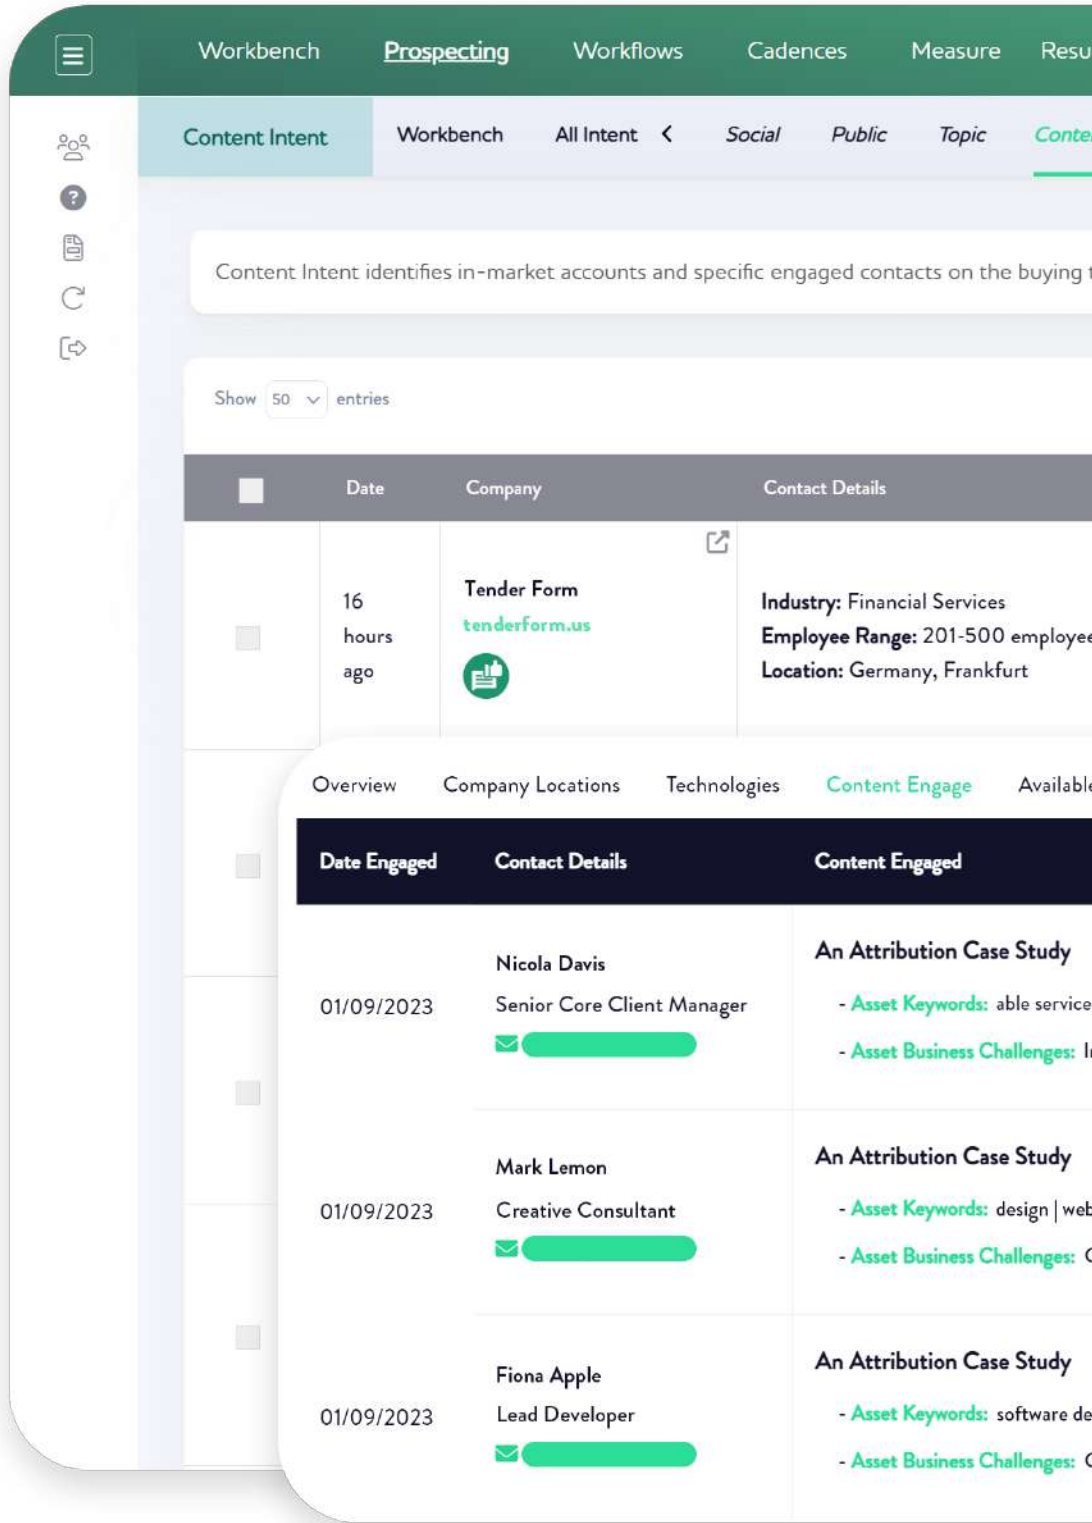 Workbench Prospecting Workflows Cadences Measure Resu
Content Intent Workbench All Intent Social Public Topic Conte
Content Intent identifies in-market accounts and specific engaged contacts on the buying
Show 50 entries
Date Company Contact Details
16
hours
ago
Tender Form
tenderform.us
Industry: Financial Services
Employee Range: 201-500 employee
Location: Germany, Frankfurt
Overview Company Locations Technologies Content Engage Available
Date Engaged Contact Details Content Engaged
01/09/2023
Nicola Davis
Senior Core Client Manager
An Attribution Case Study
- Asset Keywords: able service
- Asset Business Challenges:
01/09/2023
Mark Lemon
Creative Consultant
An Attribution Case Study
- Asset Keywords: design | web
- Asset Business Challenges:
01/09/2023
Fiona Apple
Lead Developer
An Attribution Case Study
- Asset Keywords: software de
- Asset Business Challenges: